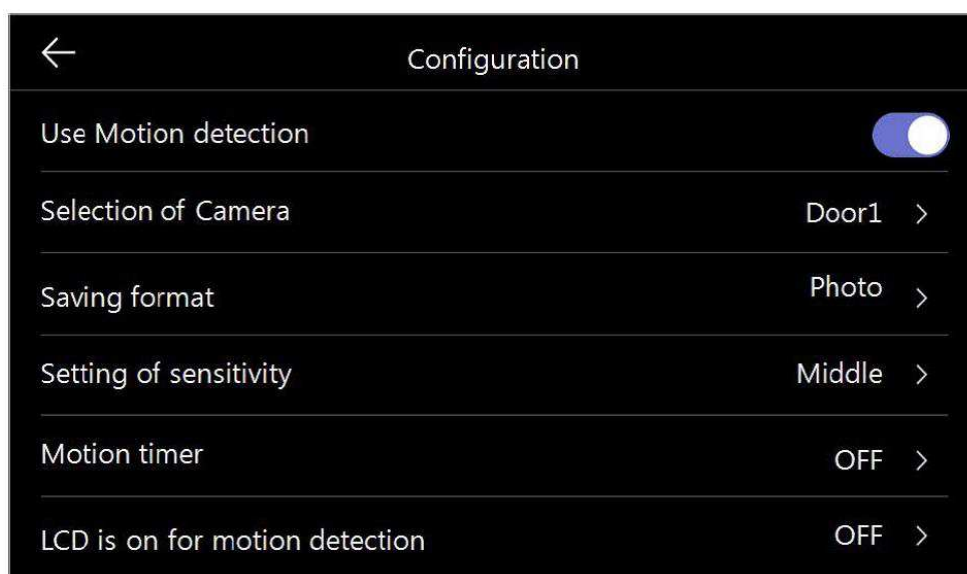 Configuration
Use Motion detection
Selection of Camera Door1
Saving format Photo
Setting of sensitivity Middle
Motion timer OFF
LCD is on for motion detection OFF